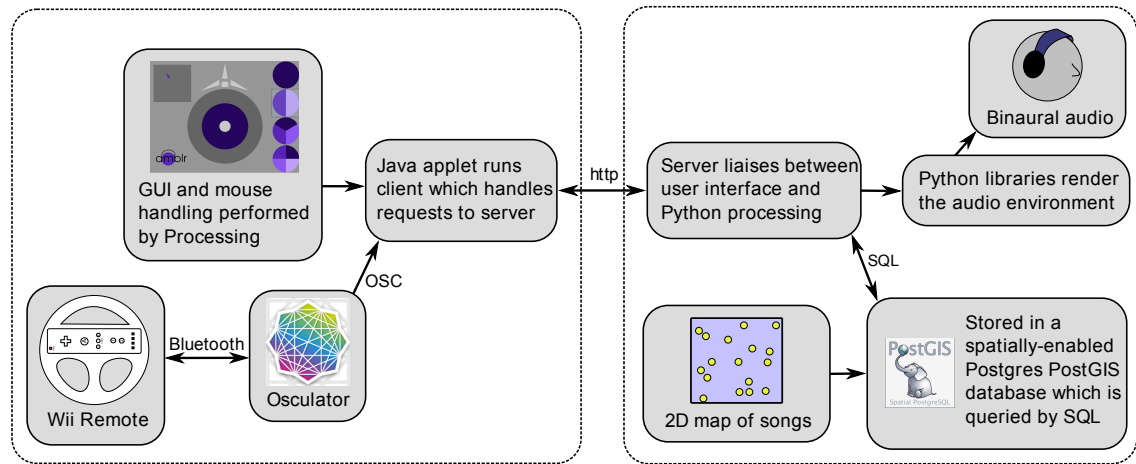 amblr
GUI and mouse
handling performed
by Processing
Java applet runs
client which handles
requests to server
OSC
Bluetooth
Wii Remote
Osculator
http
Server liaises between
user interface and
Python processing
Binaural audio
Python libraries render
the audio environment
SQL
2D map of songs
PostGIS
Spatial PostgreSQL
Stored in a
spatially-enabled
Postgres PostGIS
database which is
queried by SQL